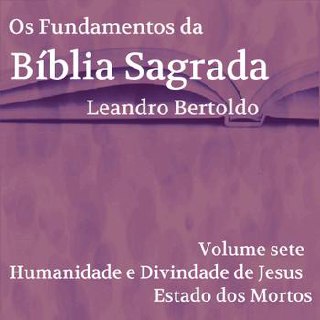 Os Fundamentos da
Bíblia Sagrada
Leandro Bertoldo
Volume sete
Humanidade e Divindade de Jesus
Estado dos Mortos